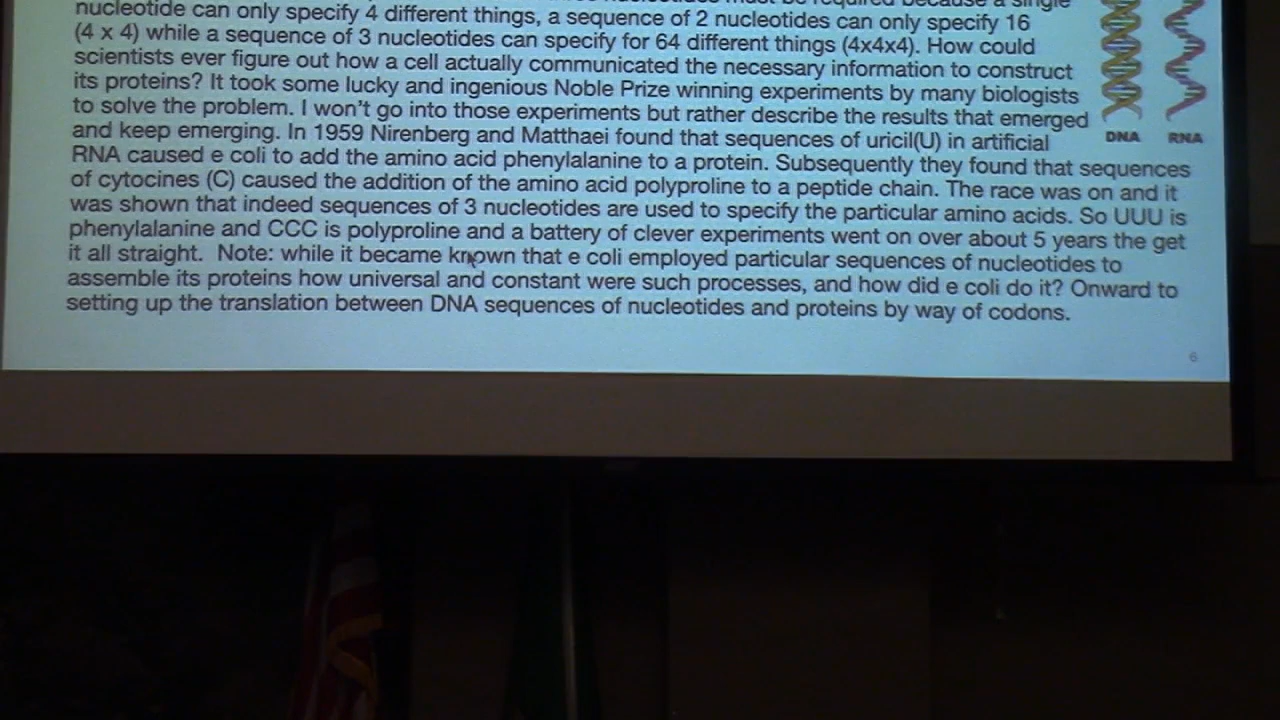 nucleotide can only specify 4 different things, a sequence of 2 nucleotides can only specify 16
(4 x 4) while a sequence of 3 nucleotides can specify for 64 different things (4x4x4). How could
scientists ever figure out how a cell actually communicated the necessary information to construct
its proteins? It took some lucky and ingenious Noble Prize winning experiments by many biologists
to solve the problem. I won't go into those experiments but rather describe the results that emerged
and keep emerging. In 1959 Nirenberg and Matthaei found that sequences of uricil(U) in artificial
RNA caused e coli to add the amino acid phenylalanine to a protein. Subsequently they found that sequences
of cytocines (C) caused the addition of the amino acid polyproline to a peptide chain. The race was on and it
was shown that indeed sequences of 3 nucleotides are used to specify the particular amino acids. So UUU is
phenylalanine and CCC is polyproline and a battery of clever experiments went on over about 5 years the get
it all straight.  Note: while it became known that e coli employed particular sequences of nucleotides to
assemble its proteins how universal and constant were such processes, and how did e coli do it? Onward to
setting up the translation between DNA sequences of nucleotides and proteins by way of codons.
DNA
RNA
6